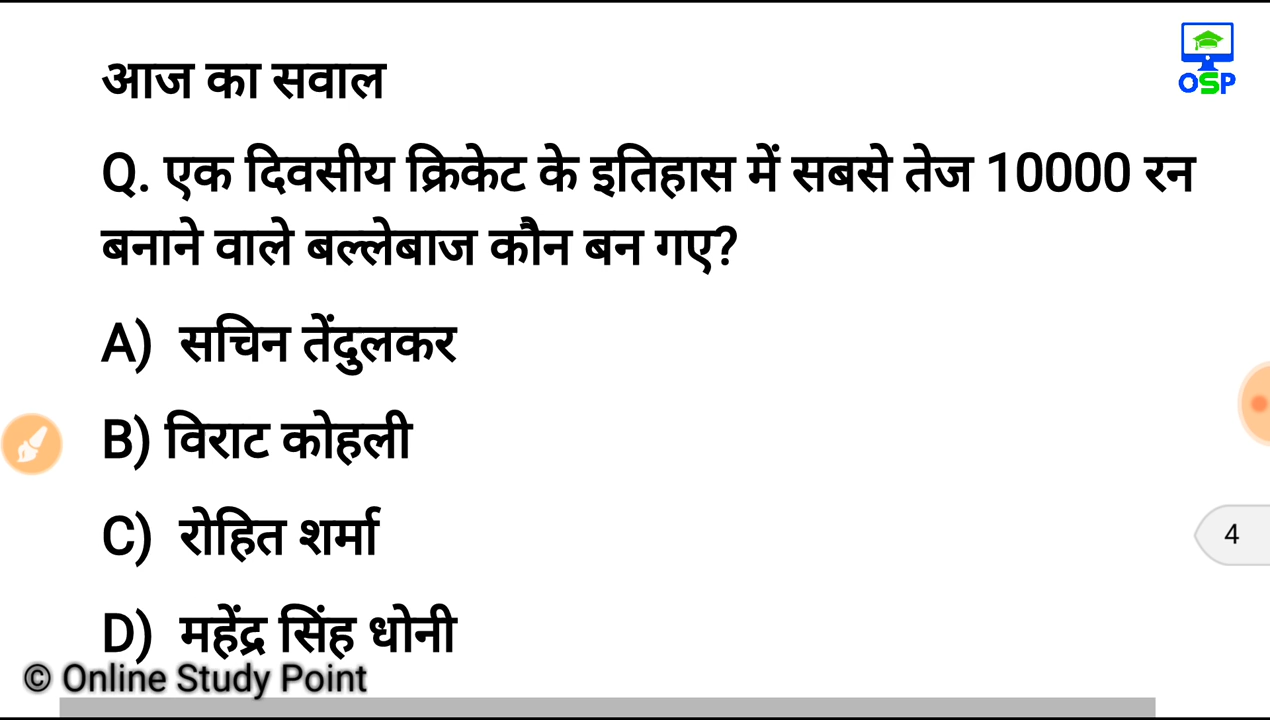 OSP
आज का सवाल
Q. एक दिवसीय क्रिकेट के इतिहास में सबसे तेज 10000 रन
बनाने वाले बल्लेबाज कौन बन गए?
A) सचिन तेंदुलकर
B) विराट कोहली
C) रोहित शर्मा
4
D) महेंद्र सिंह धोनी
© Online Study Point